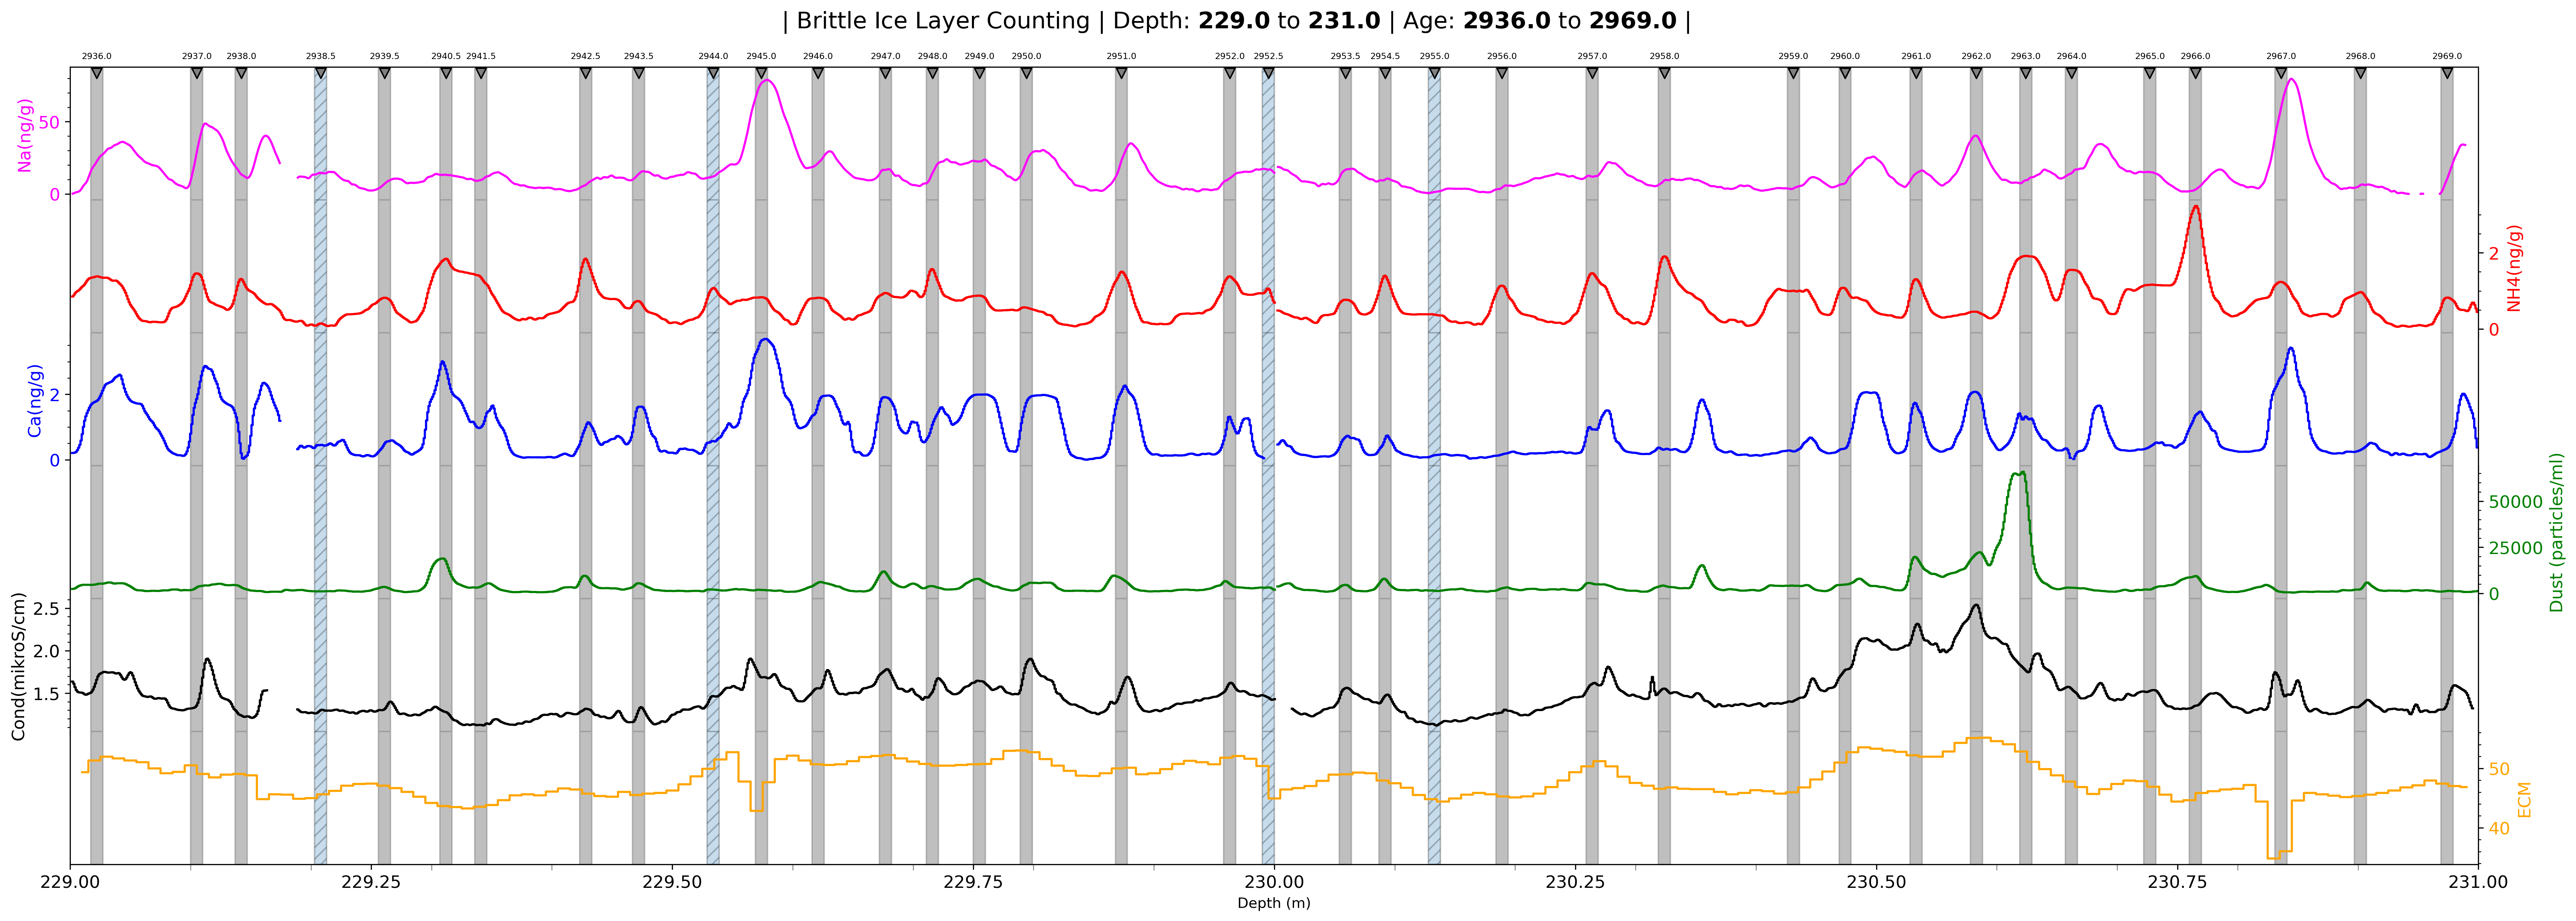 | Brittle Ice Layer Counting | Depth: 229.0 to 231.0 | Age: 2936.0 to 2969.0 |
2936.0 2937.0 2938.0 2938.5 2939.5 2940.5 2941.5 2942.5 2943.5 2944.0 2945.0 2946.0 2947.0 2948.0 2949.0 2950.0 2951.0 2952.0 2952.5 2953.5 2954.5 2955.0 2956.0 2957.0 2958.0 2959.0 2960.0 2961.0 2962.0 2963.0 2964.0 2965.0 2966.0 2967.0 2968.0 2969.0
Na(ng/g)
50
0
NH4(ng/g)
2
0
Ca(ng/g)
2
0
Dust (particles/ml)
50000
25000
0
Cond(mikroS/cm)
2.5
2.0
1.5
ECM
50
40
229.00 229.25 229.50 229.75 230.00 230.25 230.50 230.75 231.00
Depth (m)